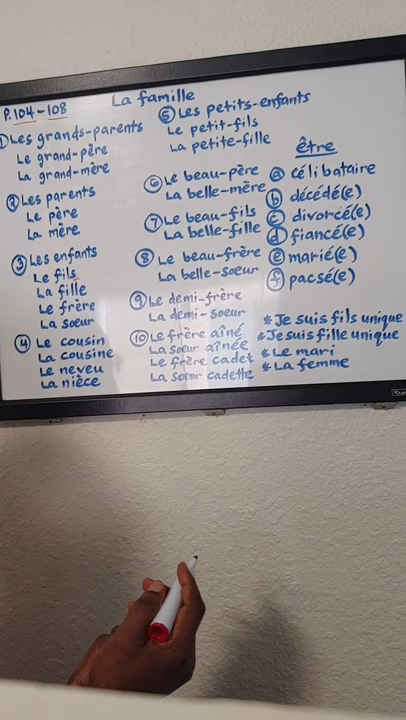 P. 104 - 108
La famille
① Les grands-parents
Le grand-père
La grand-mère
② Les parents
Le père
La mère
③ Les enfants
Le fils
La fille
Le frère
La soeur
④ Le cousin
La cousine
Le neveu
La nièce
⑤ Les petits-enfants
Le petit-fils
La petite-fille
⑥ Le beau-père
La belle-mère
⑦ Le beau-fils
La belle-fille
⑧ Le beau-frère
La belle-soeur
⑨ Le demi-frère
La demi-soeur
⑩ Le frère aîné
La soeur aînée
Le frère cadet
La soeur cadette
être
ⓐ célibataire
ⓑ décédé(e)
ⓒ divorcé(e)
ⓓ fiancé(e)
ⓔ marié(e)
ⓕ pacsé(e)
* Je suis fils unique
* Je suis fille unique
* Le mari
* La femme